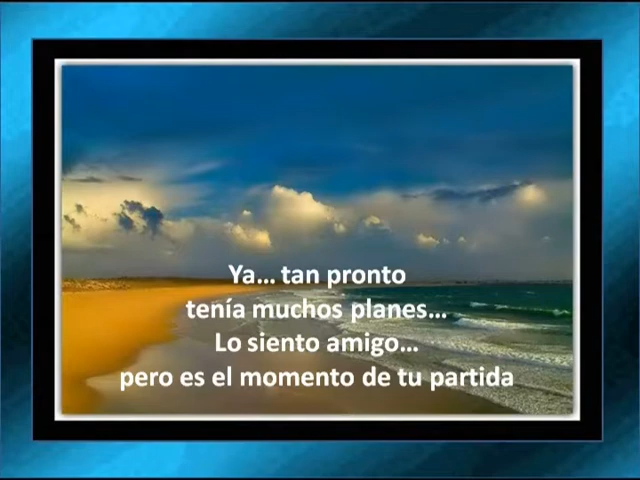 Ya... tan pronto
tenía muchos planes...
Lo siento amigo...
pero es el momento de tu partida